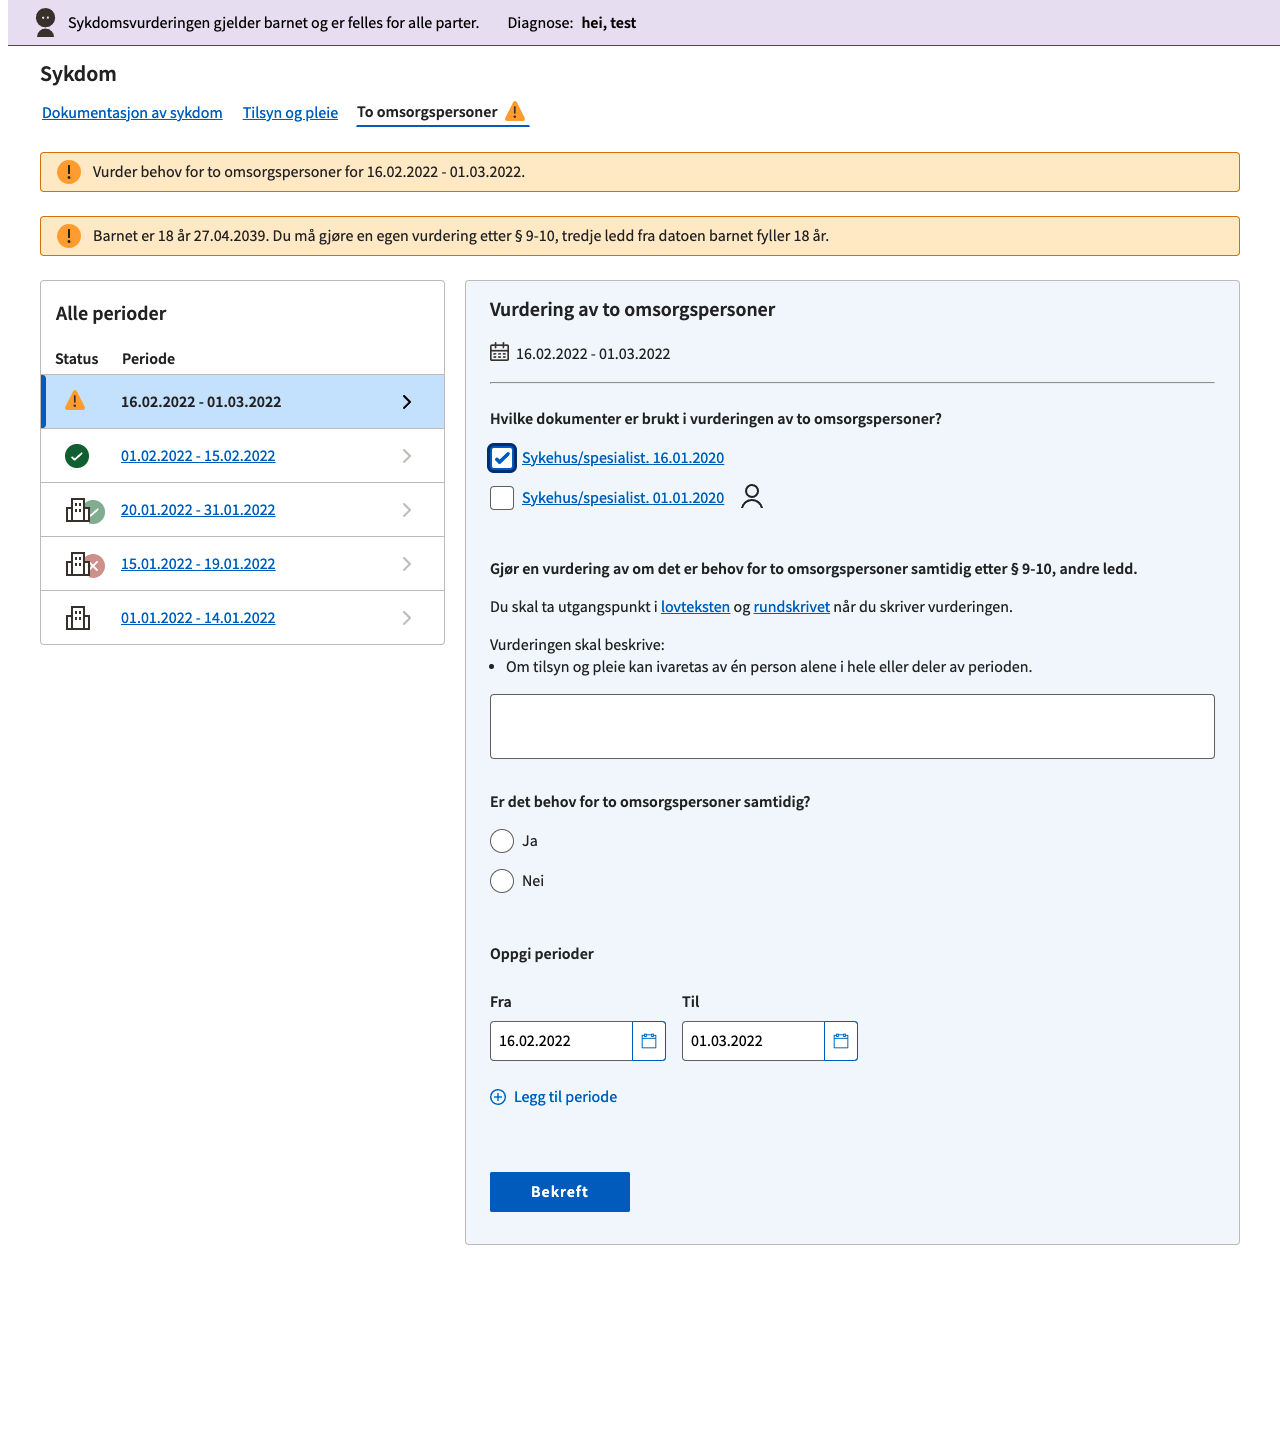 Sykdomsvurderingen gjelder barnet og er felles for alle parter. Diagnose: hei, test
Sykdom
Dokumentasjon av sykdom Tilsyn og pleie To omsorgspersoner
Vurder behov for to omsorgspersoner for 16.02.2022 - 01.03.2022.
Barnet er 18 år 27.04.2039. Du må gjøre en egen vurdering etter § 9-10, tredje ledd fra datoen barnet fyller 18 år.
Alle perioder
Status Periode
16.02.2022 - 01.03.2022
01.02.2022 - 15.02.2022
20.01.2022 - 31.01.2022
15.01.2022 - 19.01.2022
01.01.2022 - 14.01.2022
Vurdering av to omsorgspersoner
16.02.2022 - 01.03.2022
Hvilke dokumenter er brukt i vurderingen av to omsorgspersoner?
Sykehus/spesialist. 16.01.2020
Sykehus/spesialist. 01.01.2020
Gjør en vurdering av om det er behov for to omsorgspersoner samtidig etter § 9-10, andre ledd.
Du skal ta utgangspunkt i lovteksten og rundskrivet når du skriver vurderingen.
Vurderingen skal beskrive:
• Om tilsyn og pleie kan ivaretas av én person alene i hele eller deler av perioden.
Er det behov for to omsorgspersoner samtidig?
Ja
Nei
Oppgi perioder
Fra Til
16.02.2022 01.03.2022
Legg til periode
Bekreft